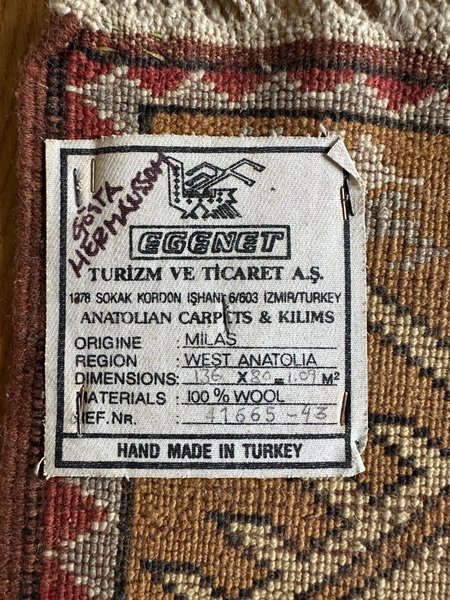 GÖSTA
HERMANSSON
EGENET
TURİZM VE TİCARET A.Ş.
1378 SOKAK KORDON İŞHANI 6/603 İZMİR/TURKEY
ANATOLIAN CARPETS & KILIMS
ORIGINE : MILAS
REGION : WEST ANATOLIA
DIMENSIONS: 136 X 80 = 1.09 M²
MATERIALS : 100 % WOOL
REF.NR. : 41665-43
HAND MADE IN TURKEY